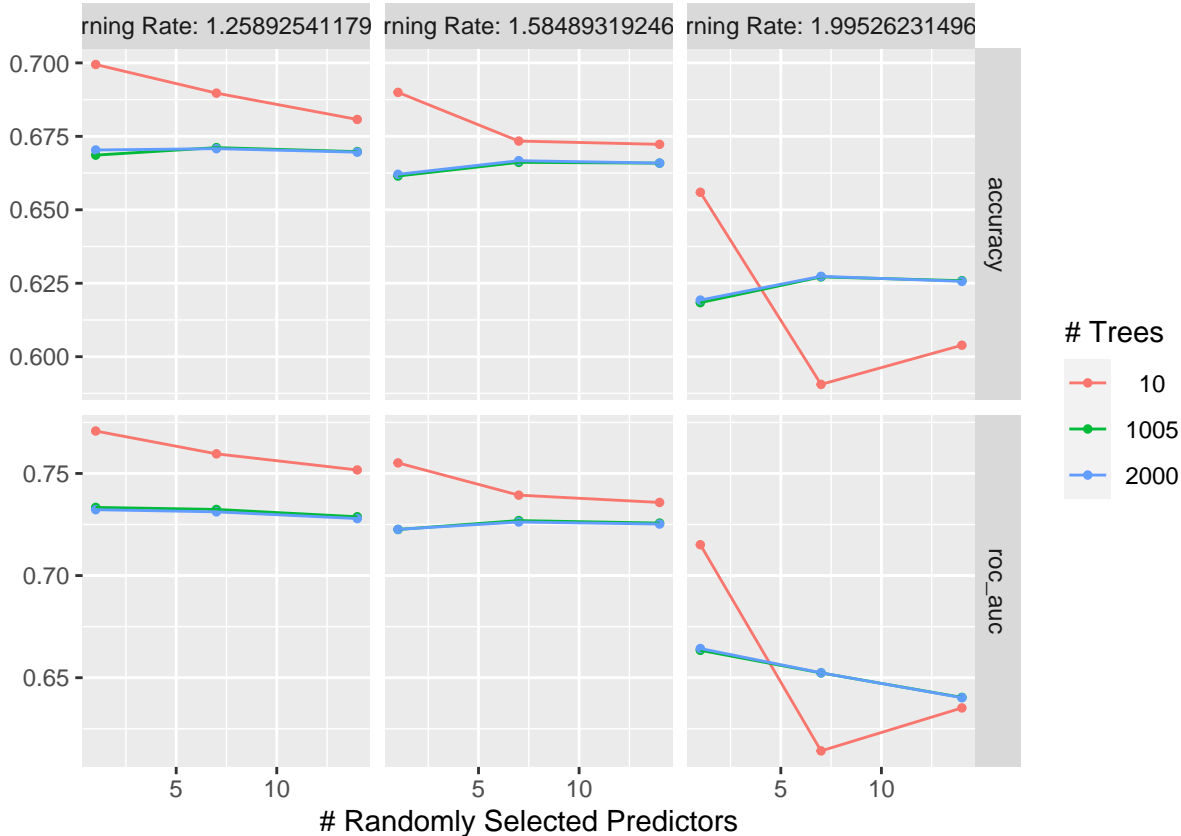 rning Rate: 1.25892541179
rning Rate: 1.58489319246
rning Rate: 1.99526231496
0.700
0.675
0.650
0.625
0.600
accuracy
0.75
0.70
0.65
roc_auc
5
10
5
10
5
10
# Randomly Selected Predictors
# Trees
10
1005
2000